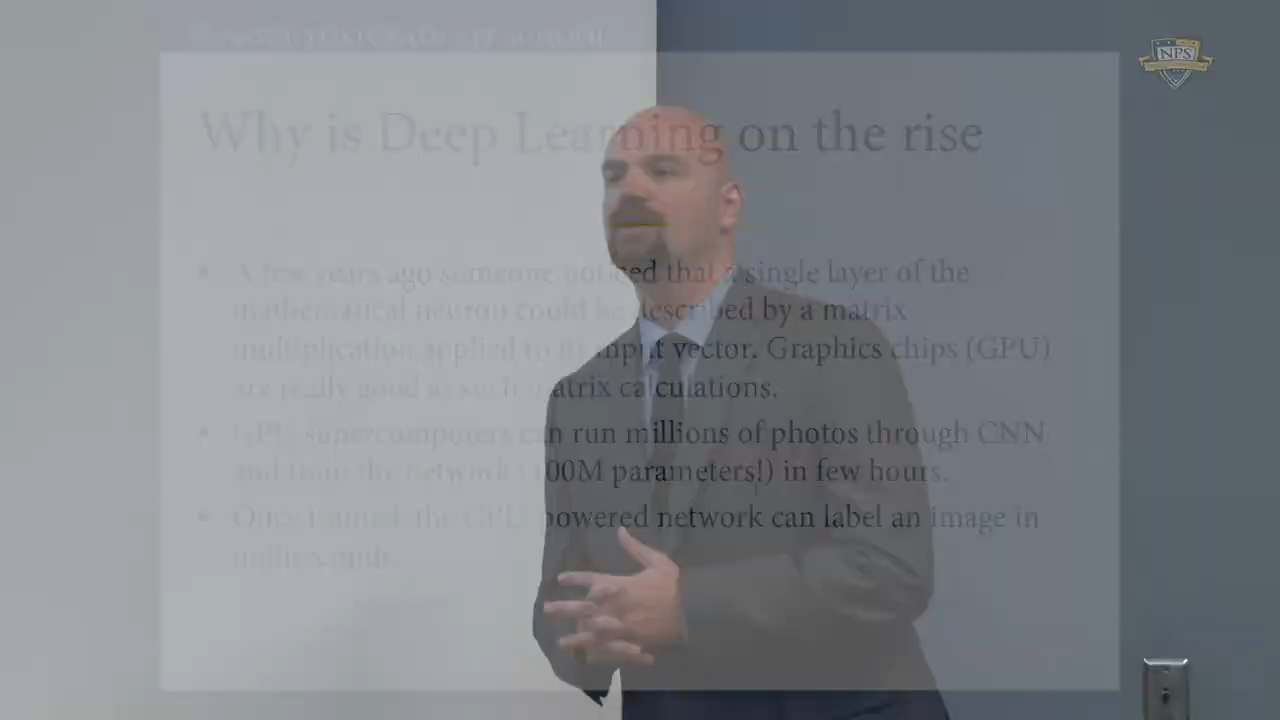 NAVAL POSTGRADUATE SCHOOL
NPS
Why is Deep Learning on the rise
• A few years ago someone noticed that a single layer of the
mathematical neuron could be described by a matrix
multiplication applied to its input vector. Graphics chips (GPU)
are really good at such matrix calculations.
• GPU supercomputers can run millions of photos through CNN
and train the network (100M parameters!) in few hours.
• Once trained, the GPU-powered network can label an image in
milliseconds.